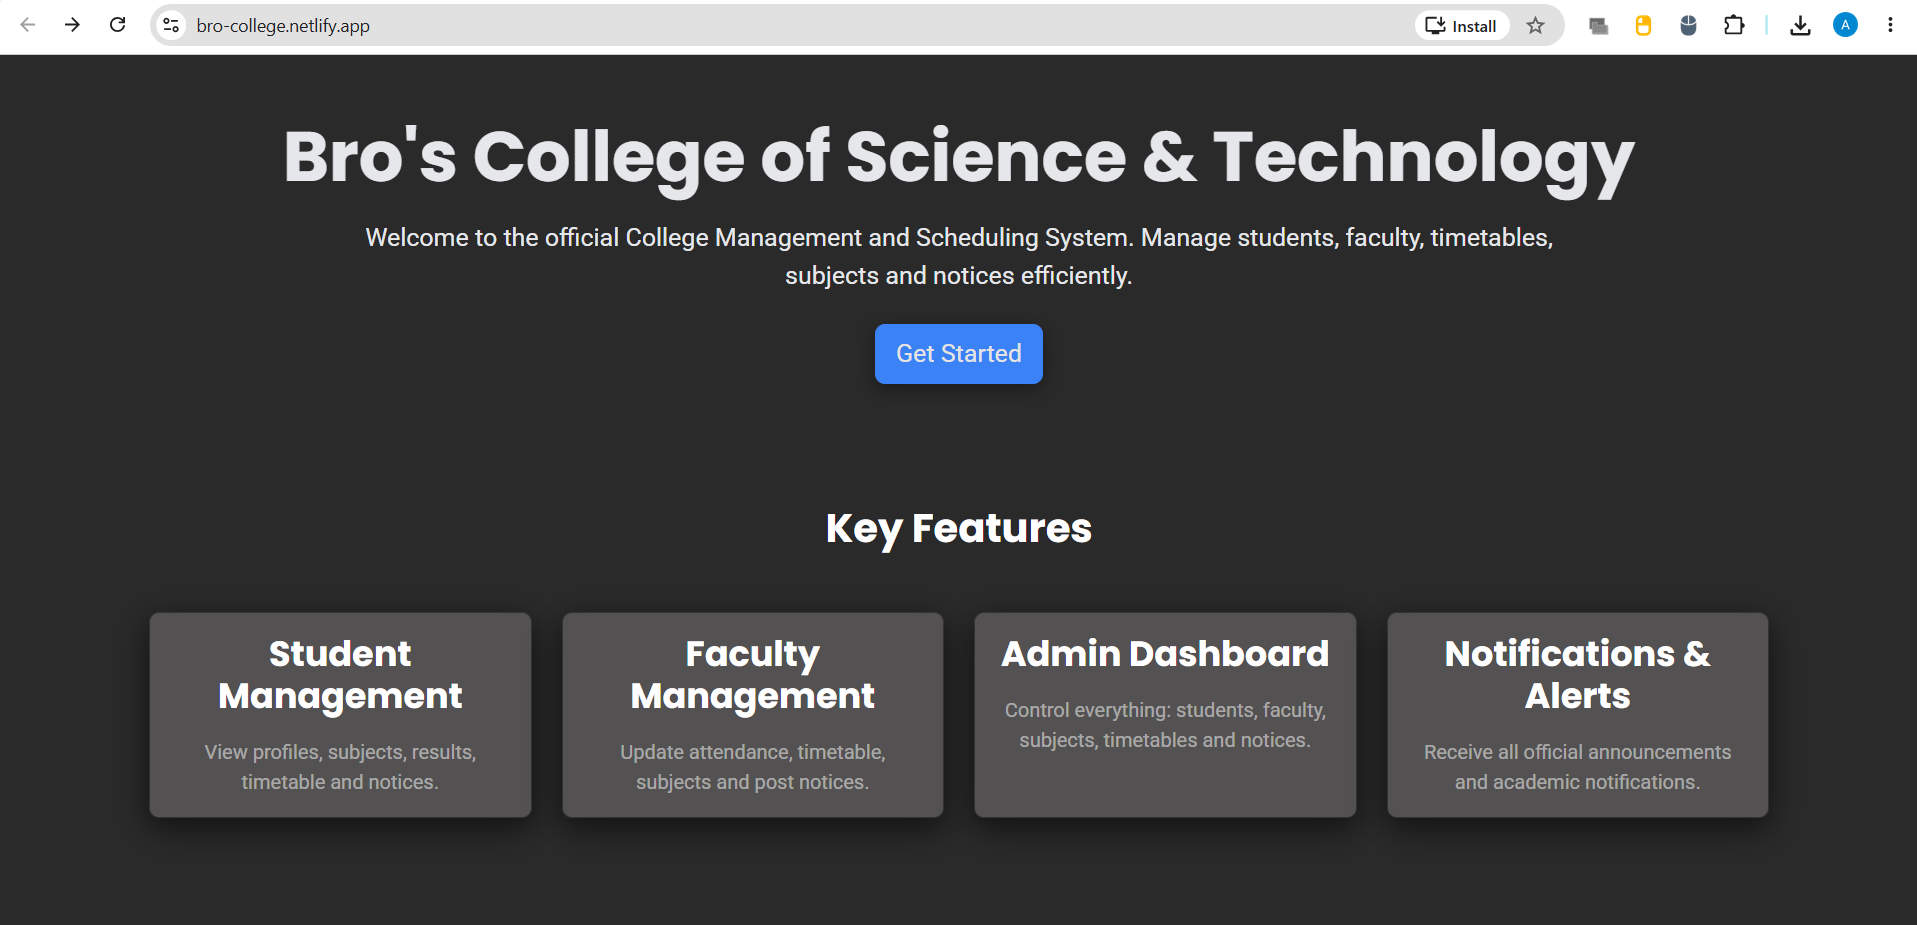 bro-college.netlify.app
Install
A
Bro's College of Science & Technology
Welcome to the official College Management and Scheduling System. Manage students, faculty, timetables,
subjects and notices efficiently.
Get Started
Key Features
Student
Management
View profiles, subjects, results,
timetable and notices.
Faculty
Management
Update attendance, timetable,
subjects and post notices.
Admin Dashboard
Control everything: students, faculty,
subjects, timetables and notices.
Notifications &
Alerts
Receive all official announcements
and academic notifications.